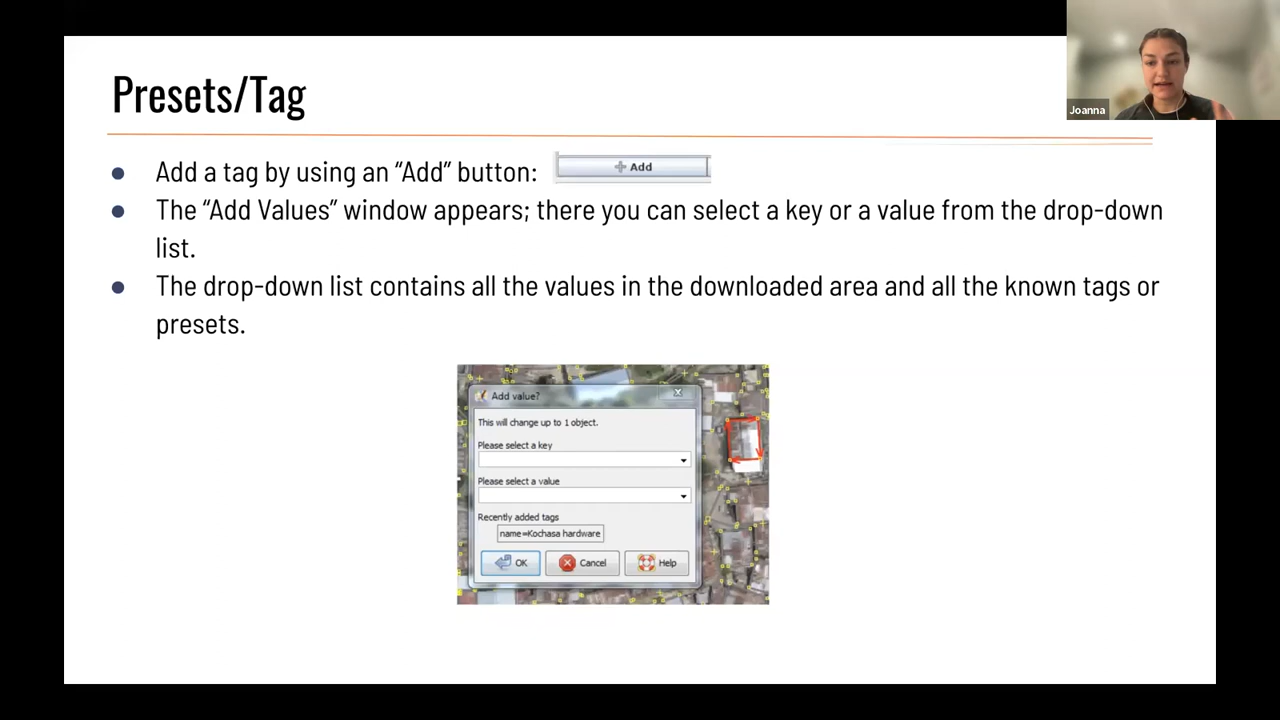 Joanna
Presets/Tag
● Add a tag by using an “Add” button:
Add
● The “Add Values” window appears; there you can select a key or a value from the drop-down
list.
● The drop-down list contains all the values in the downloaded area and all the known tags or
presets.
Add value?
This will change up to 1 object.
Please select a key
Please select a value
Recently added tags
name=Kochasa hardware
OK Cancel Help